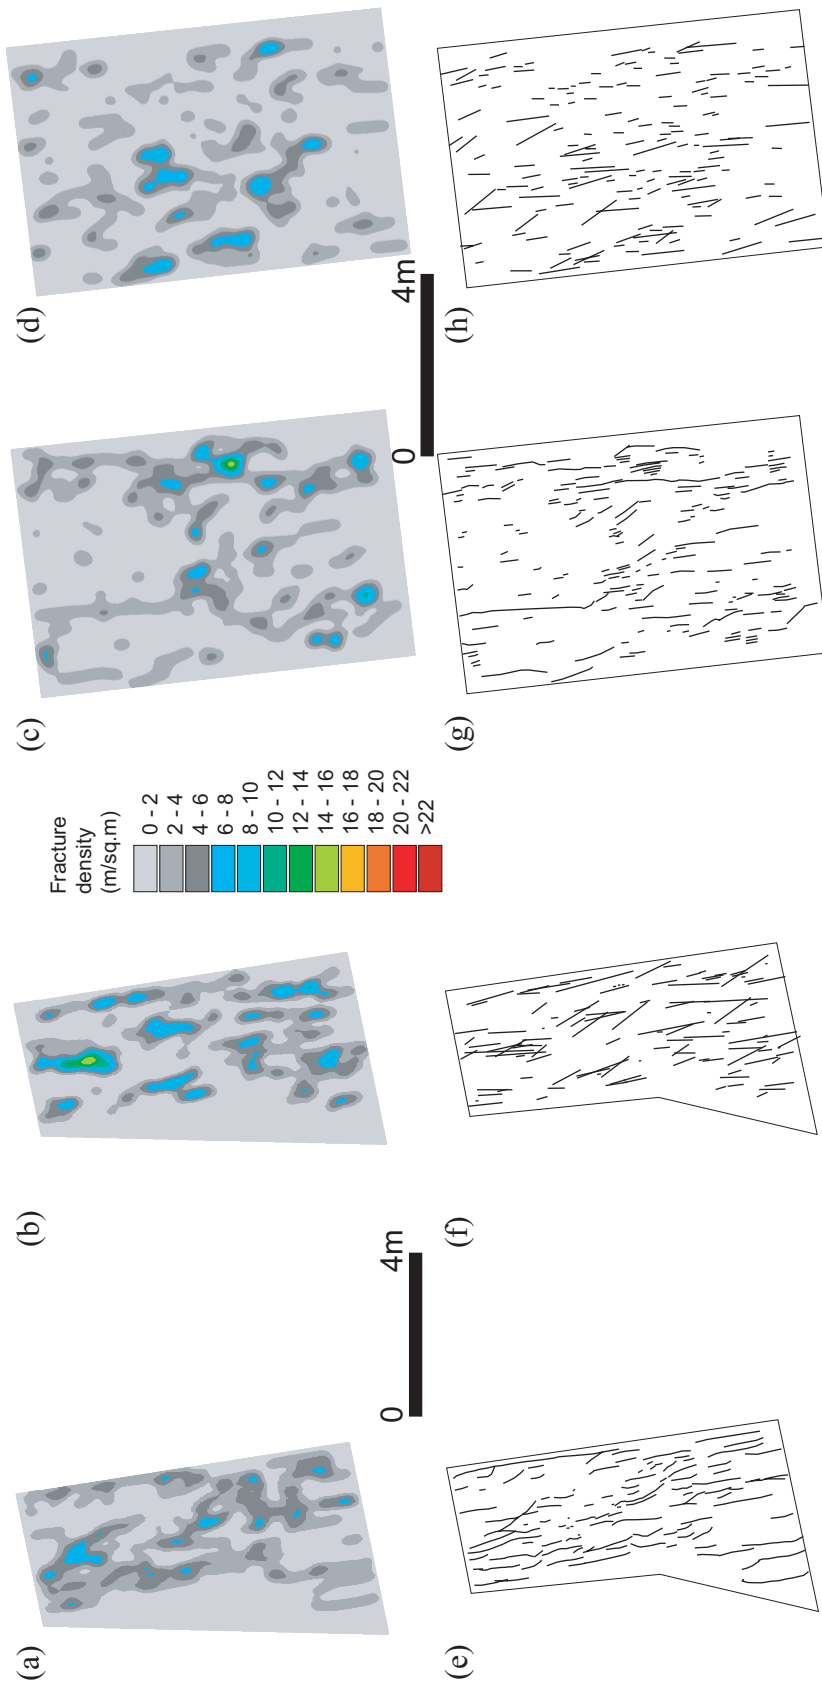 (a)
(b)
(c)
(d)
Fracture
density
(m/sq.m)
0 - 2
2 - 4
4 - 6
6 - 8
8 - 10
10 - 12
12 - 14
14 - 16
16 - 18
18 - 20
20 - 22
>22
0 4m
0 4m
(e)
(f)
(g)
(h)